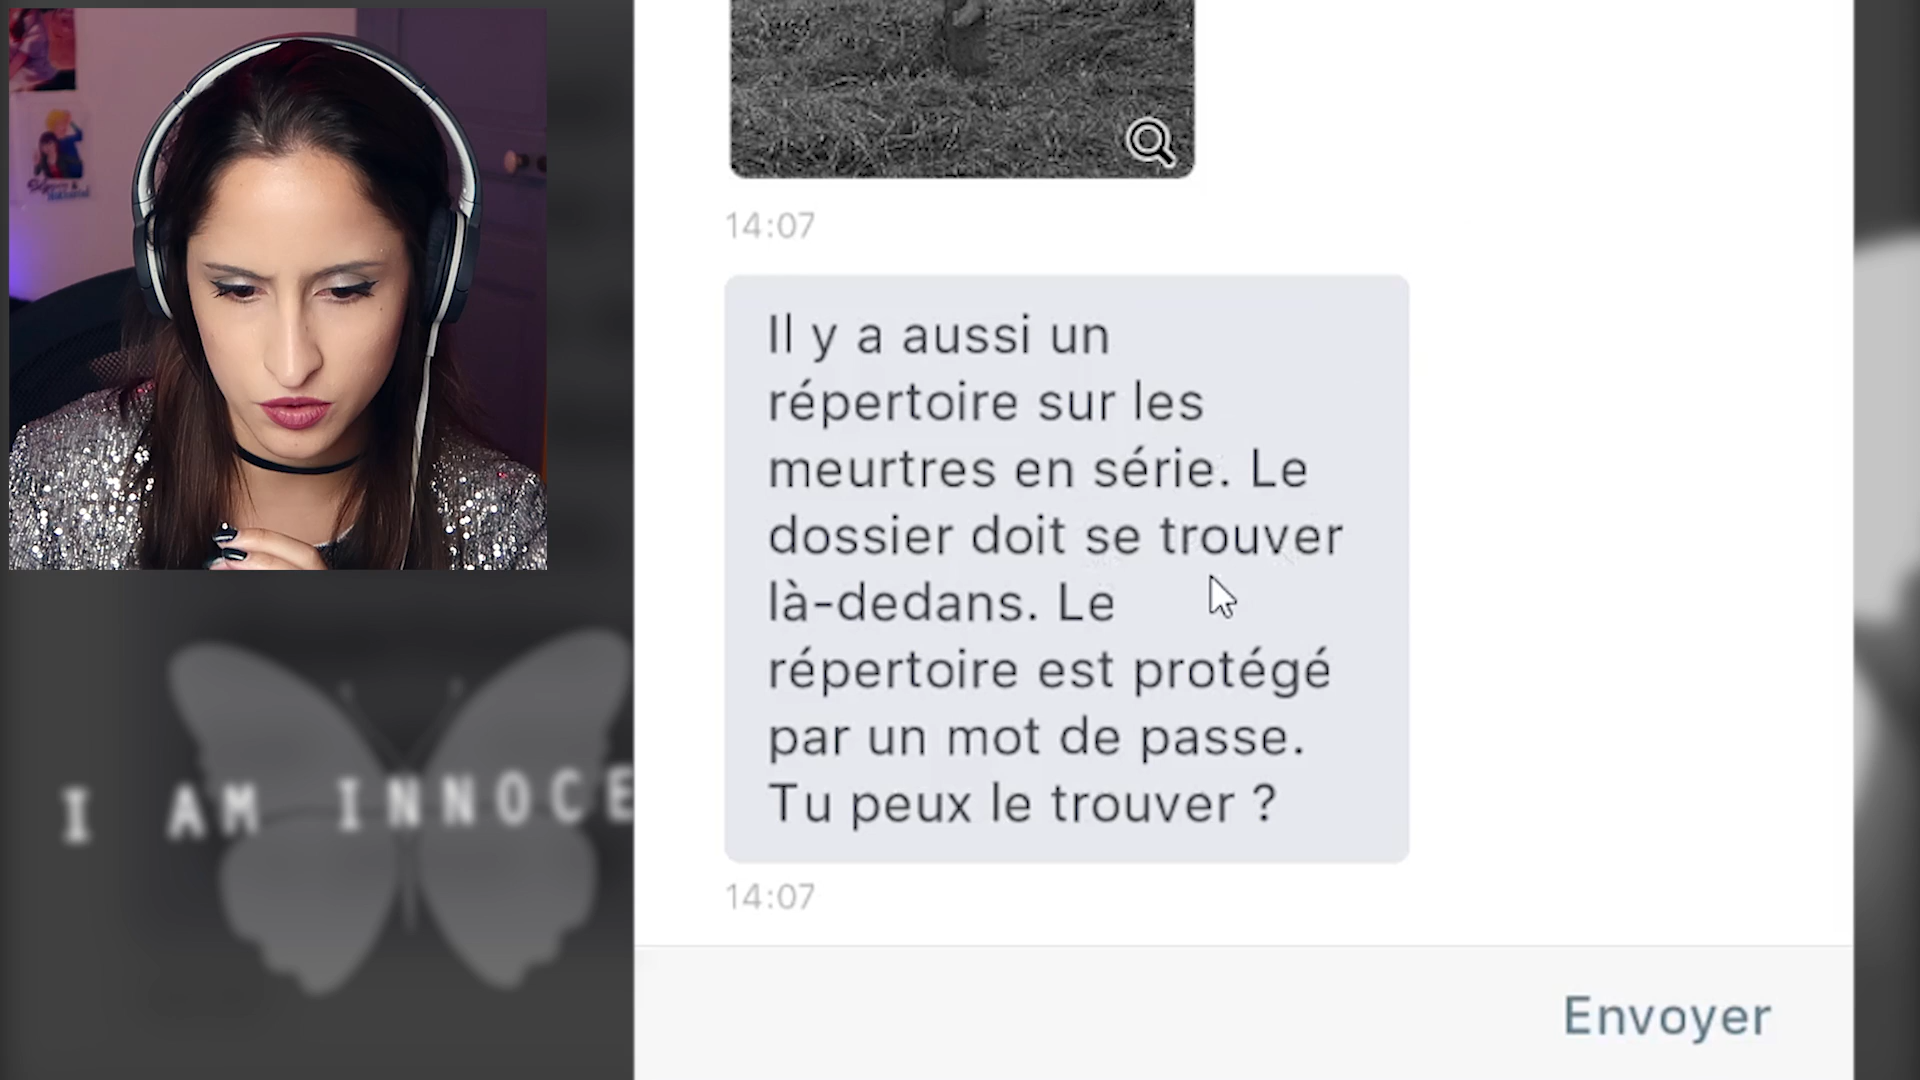 14:07
Il y a aussi un
répertoire sur les
meurtres en série. Le
dossier doit se trouver
là-dedans. Le
répertoire est protégé
par un mot de passe.
Tu peux le trouver ?
14:07
Envoyer
I AM INNOCE